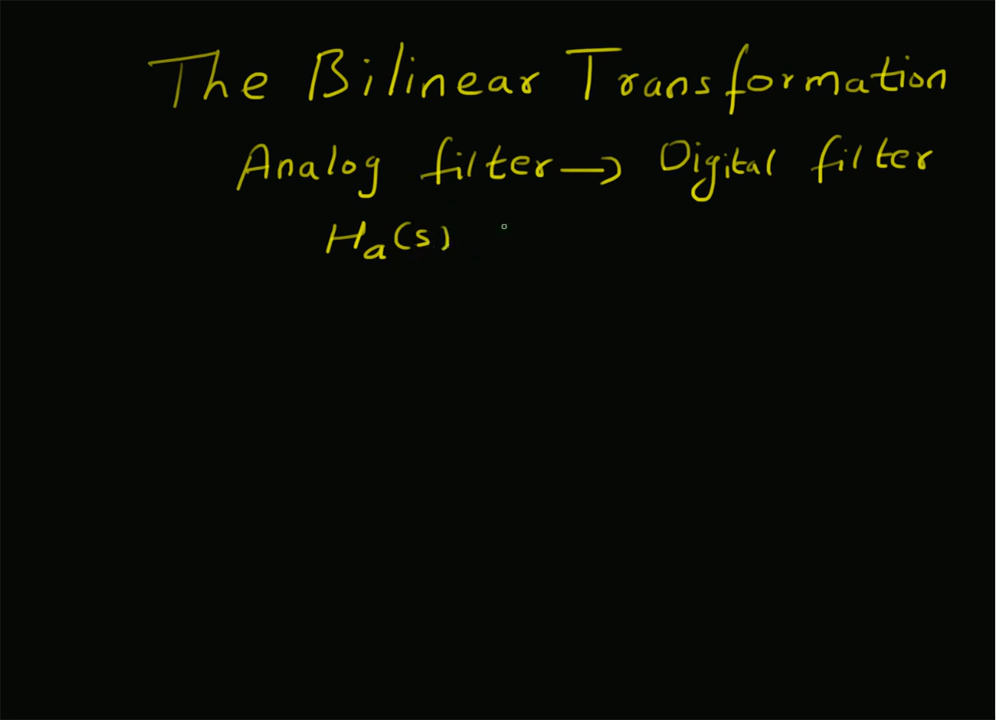 The Bilinear Transformation
Analog filter → Digital filter
Ha(s)